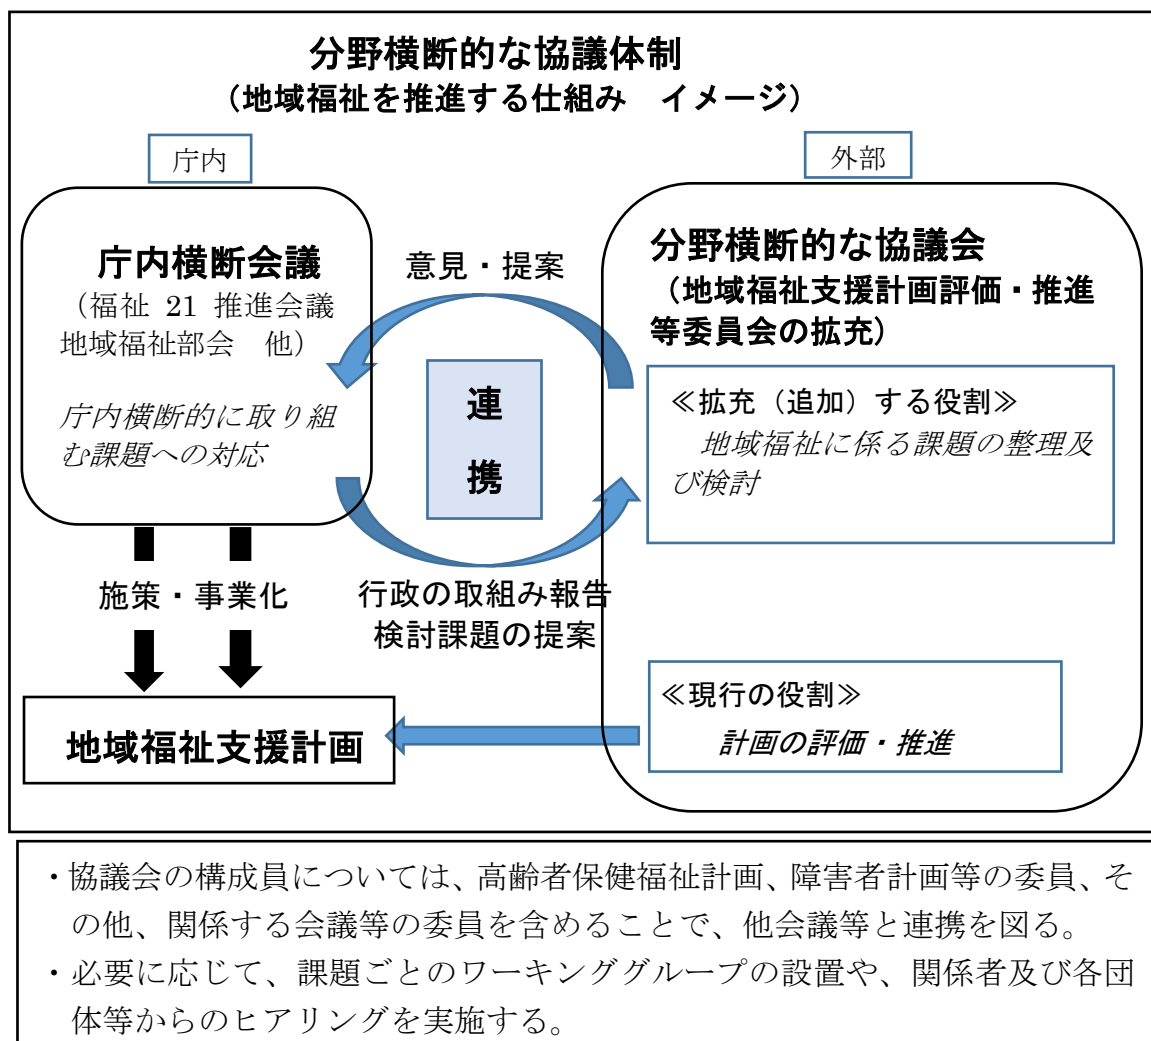 分野横断的な協議体制
（地域福祉を推進する仕組み　イメージ）
庁内
外部
庁内横断会議
（福祉 21 推進会議
地域福祉部会　他）
庁内横断的に取り組
む課題への対応
意見・提案
連
携
行政の取組み報告
検討課題の提案
分野横断的な協議会
（地域福祉支援計画評価・推進
等委員会の拡充）
≪拡充（追加）する役割≫
地域福祉に係る課題の整理及
び検討
施策・事業化
地域福祉支援計画
≪現行の役割≫
計画の評価・推進
・協議会の構成員については、高齢者保健福祉計画、障害者計画等の委員、そ
の他、関係する会議等の委員を含めることで、他会議等と連携を図る。
・必要に応じて、課題ごとのワーキンググループの設置や、関係者及び各団
体等からのヒアリングを実施する。